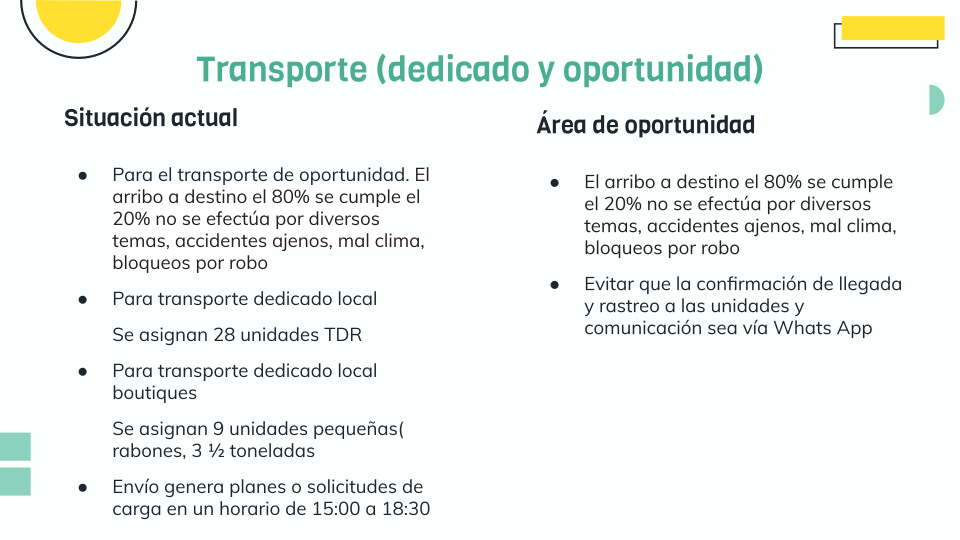 Transporte (dedicado y oportunidad)
Situación actual
● Para el transporte de oportunidad. El
arribo a destino el 80% se cumple el
20% no se efectúa por diversos
temas, accidentes ajenos, mal clima,
bloqueos por robo
● Para transporte dedicado local
Se asignan 28 unidades TDR
● Para transporte dedicado local
boutiques
Se asignan 9 unidades pequeñas(
rabones, 3 ½ toneladas
● Envío genera planes o solicitudes de
carga en un horario de 15:00 a 18:30
Área de oportunidad
● El arribo a destino el 80% se cumple
el 20% no se efectúa por diversos
temas, accidentes ajenos, mal clima,
bloqueos por robo
● Evitar que la confirmación de llegada
y rastreo a las unidades y
comunicación sea vía Whats App